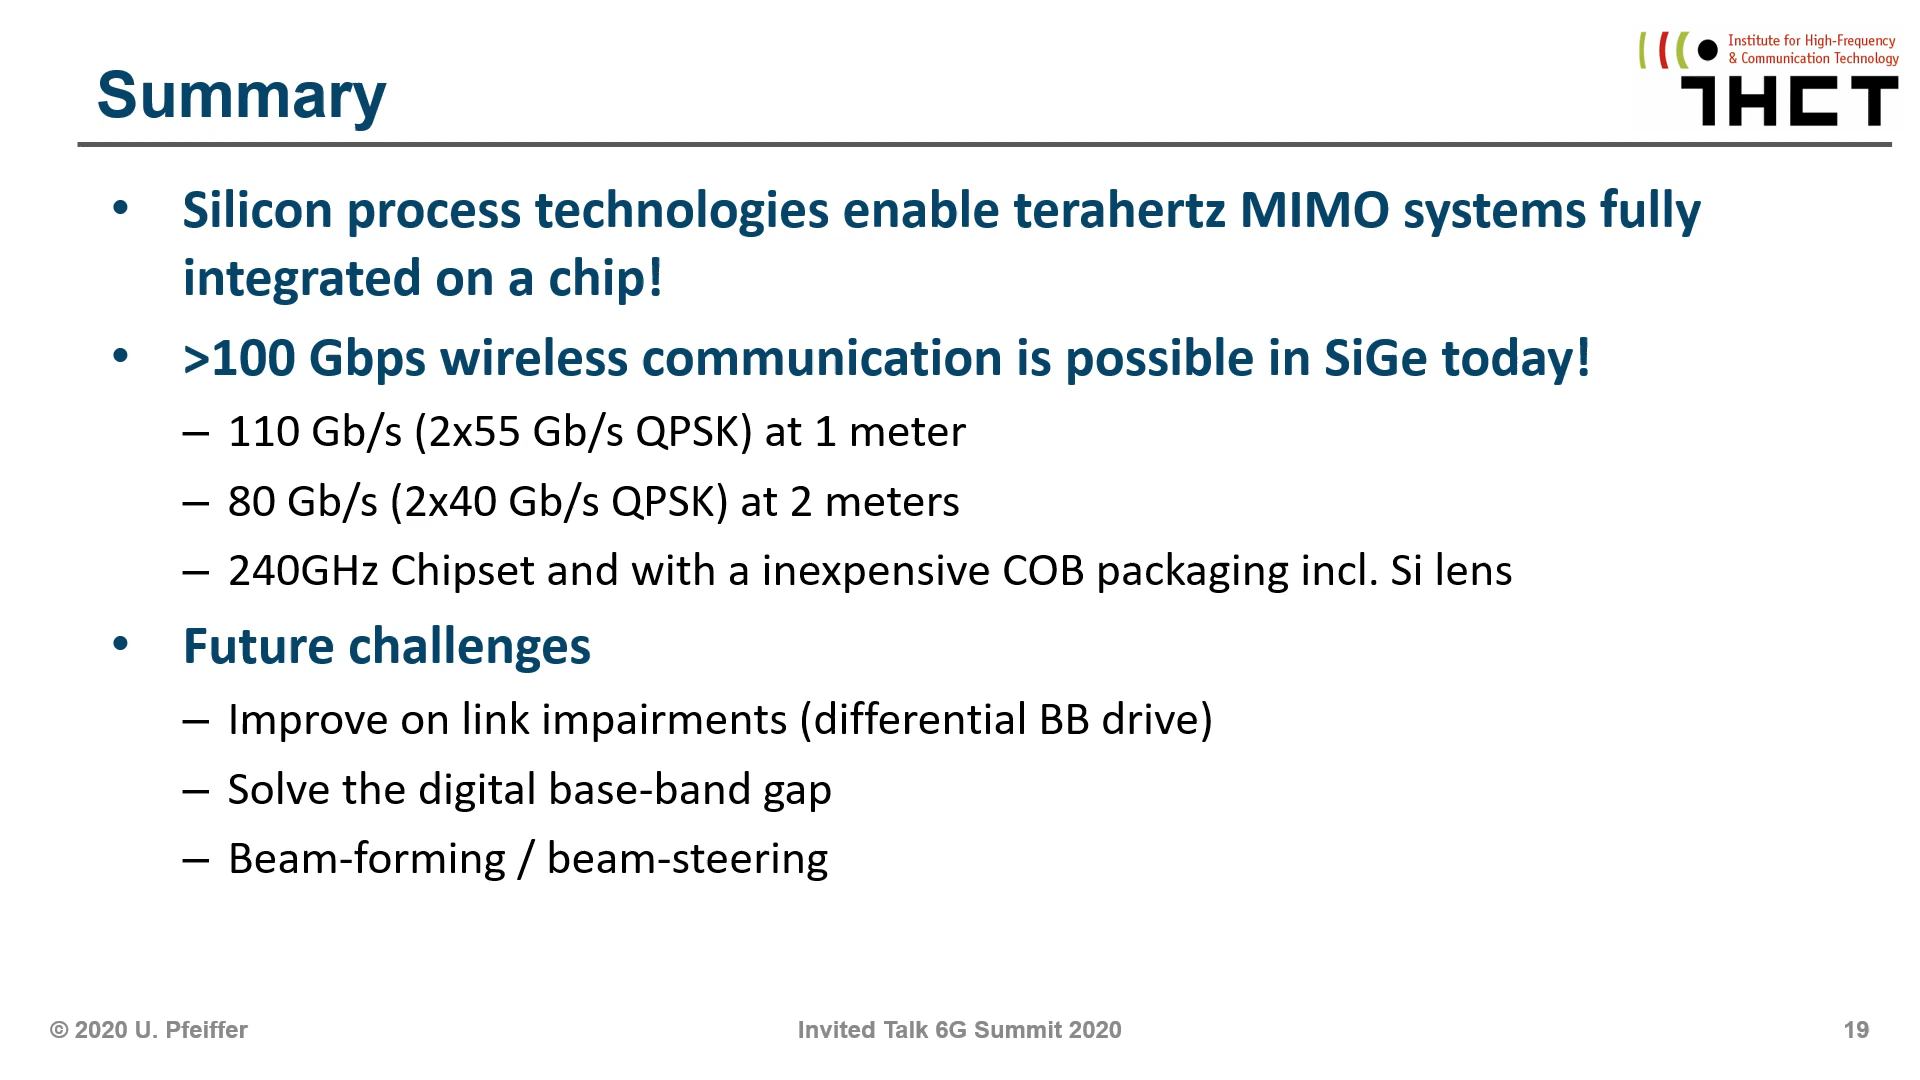 Institute for High-Frequency
& Communication Technology
IHCT
Summary
• Silicon process technologies enable terahertz MIMO systems fully
integrated on a chip!
• >100 Gbps wireless communication is possible in SiGe today!
– 110 Gb/s (2x55 Gb/s QPSK) at 1 meter
– 80 Gb/s (2x40 Gb/s QPSK) at 2 meters
– 240GHz Chipset and with a inexpensive COB packaging incl. Si lens
• Future challenges
– Improve on link impairments (differential BB drive)
– Solve the digital base-band gap
– Beam-forming / beam-steering
© 2020 U. Pfeiffer
Invited Talk 6G Summit 2020
19